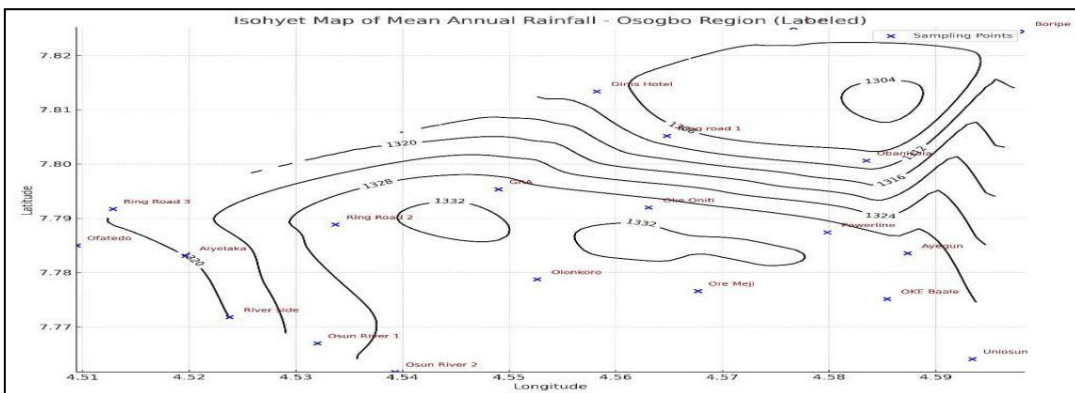 Isohyet Map of Mean Annual Rainfall - Osogbo Region (Labeled)
Boripe
Sampling Points
7.82
1304
Dims Hotel
7.81
Ring road 1
1320
Obanisola
1312
7.80
1316
1328
GRA
Ring Road 3
1332
Oke Oniti
7.79
Ring Road 2
1332
1324
Powerline
Ofatedo
Aiyelaka
Ayegun
1320
7.78
Olonkoro
Ore Meji
OKE Baale
River side
7.77
Osun River 1
Uniosun
Osun River 2
4.51 4.52 4.53 4.54 4.55 4.56 4.57 4.58 4.59
Longitude
Latitude